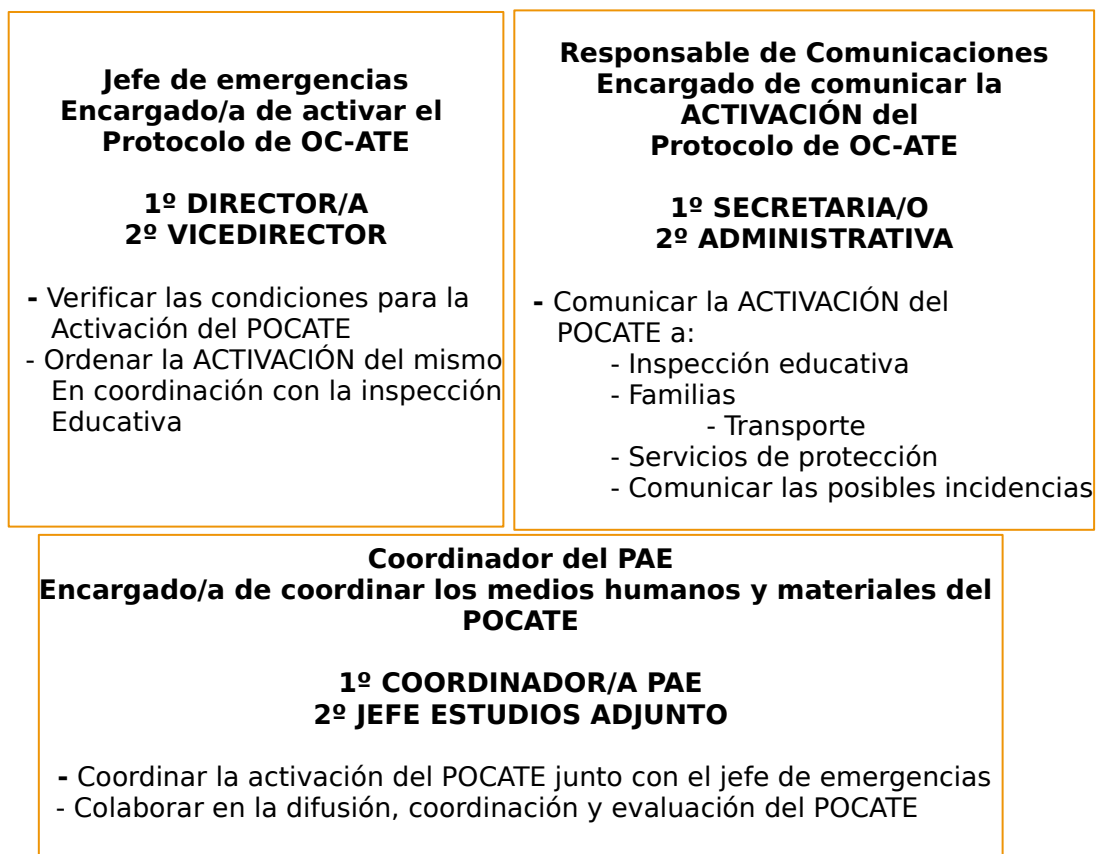 Jefe de emergencias
Encargado/a de activar el
Protocolo de OC-ATE
1º DIRECTOR/A
2º VICEDIRECTOR
- Verificar las condiciones para la
Activación del POCATE
- Ordenar la ACTIVACIÓN del mismo
En coordinación con la inspección
Educativa
Responsable de Comunicaciones
Encargado de comunicar la
ACTIVACIÓN del
Protocolo de OC-ATE
1º SECRETARIA/O
2º ADMINISTRATIVA
- Comunicar la ACTIVACIÓN del
POCATE a:
- Inspección educativa
- Familias
- Transporte
- Servicios de protección
- Comunicar las posibles incidencias
Coordinador del PAE
Encargado/a de coordinar los medios humanos y materiales del
POCATE
1º COORDINADOR/A PAE
2º JEFE ESTUDIOS ADJUNTO
- Coordinar la activación del POCATE junto con el jefe de emergencias
- Colaborar en la difusión, coordinación y evaluación del POCATE